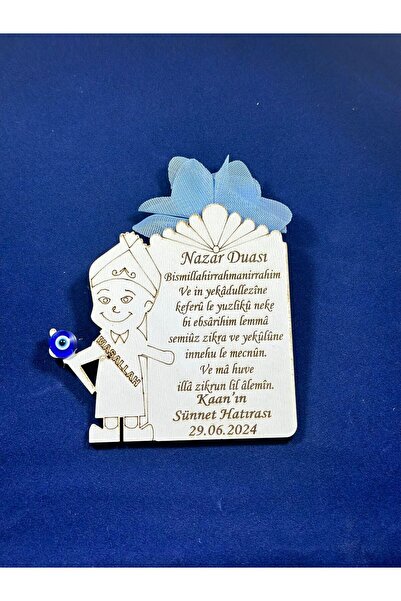 Nazar Duası
Bismillahirrahmanirrahim
Ve in yekâdullezîne
keferû le yuzlikû neke
bi ebsârihim lemmâ
semiûz zikra ve yekûlûne
innehu le mecnûn.
Ve mâ huve
illâ zikrun lil âlemîn.
Kaan'ın
Sünnet Hatırası
29.06.2024
MAŞALLAH